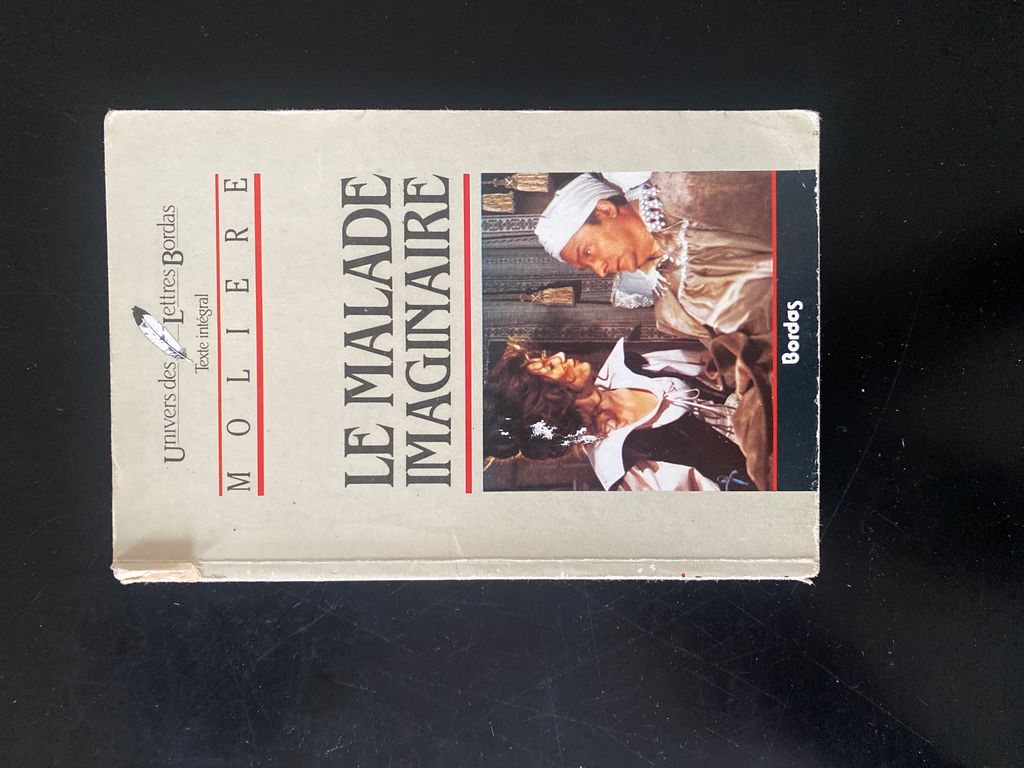 Univers des Lettres Bordas
Texte intégral
MOLIERE
LE MALADE
IMAGINAIRE
Bordas